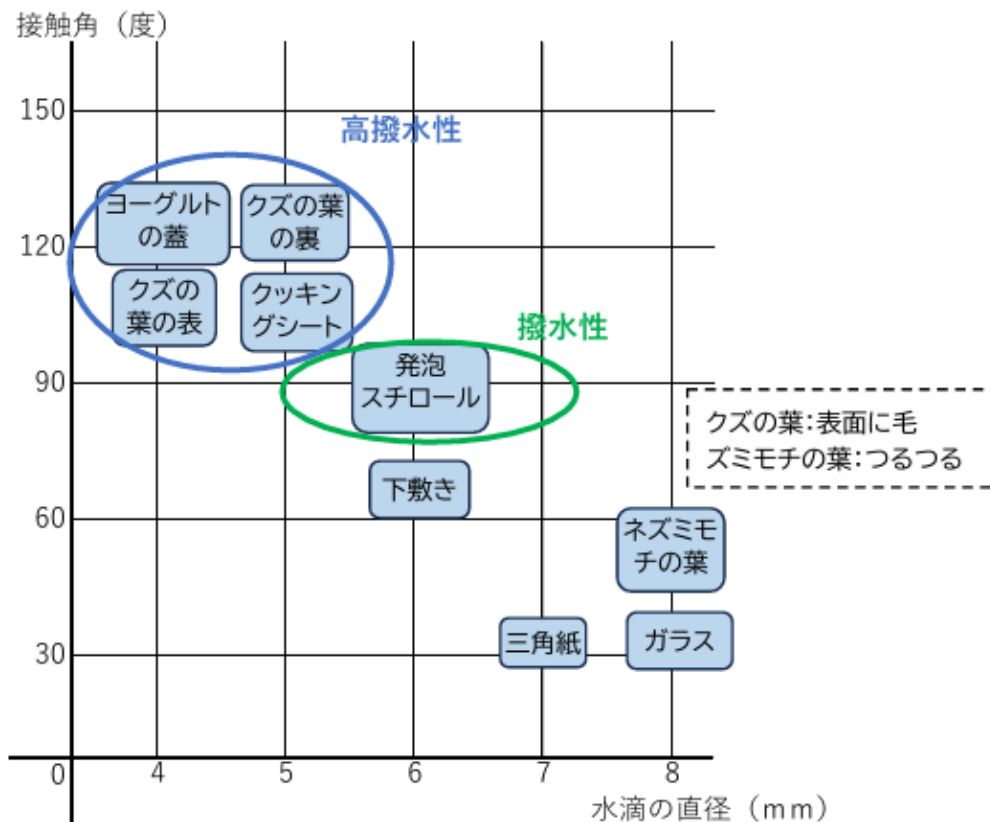 接触角（度）
150
高撥水性
ヨーグルト
の蓋
クズの葉
の裏
120
クズの
葉の表
クッキン
グシート
撥水性
90
発泡
スチロール
クズの葉：表面に毛
ズミモチの葉：つるつる
下敷き
60
ネズミモ
チの葉
30
三角紙
ガラス
0
4
5
6
7
8
水滴の直径（mm）